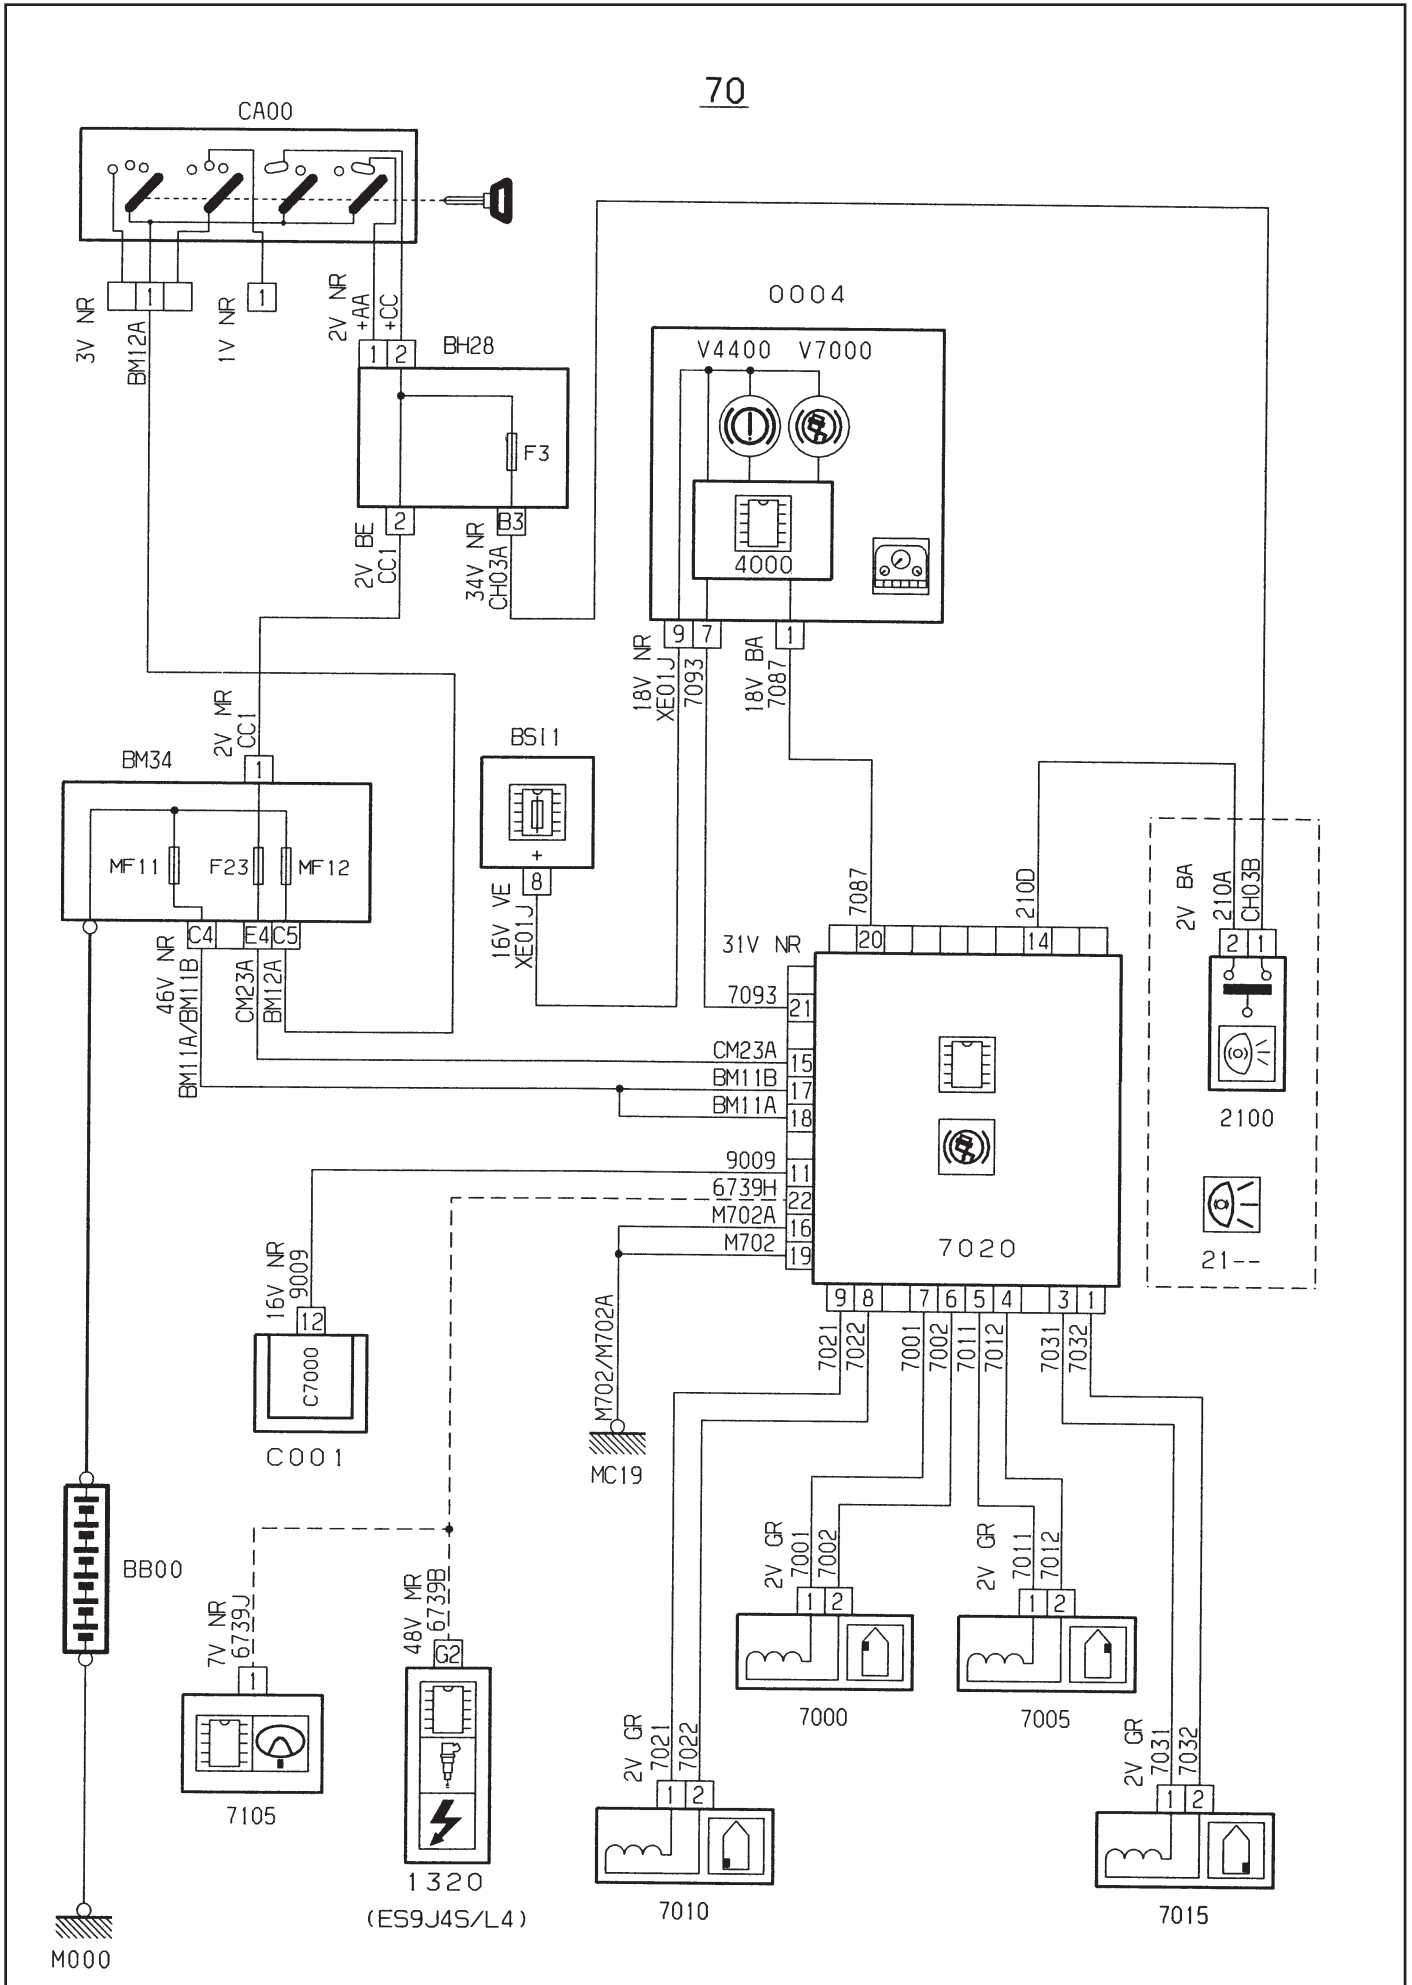 70
CA00
3V NR
1
BM12A
1V NR
1
2V NR
+AA
+CC
1 2
BH28
F3
2
B3
2V BE
CC1
34V NR
CH03A
0004
V4400 V7000
4000
9 7 1
18V NR
XE01J
7093
18V BA
7087
2V MR
CC1
1
BM34
MF11 F23 MF12
C4 E4 C5
46V NR
BM11A/BM11B
CM23A
BM12A
BSI1
+
8
16V VE
XE01J
7087
210D
2V BA
210A
CH03B
2 1
2100
21--
31V NR
20 14
7093 21
CM23A 15
BM11B 17
BM11A 18
9009 11
6739H 22
M702A 16
M702 19
7020
9 8 7 6 5 4 3 1
7021
7022
7001
7002
7011
7012
7031
7032
16V NR
9009
12
C7000
C001
M702/M702A
MC19
BB00
M000
7V NR
6739J
1
7105
48V MR
6739B
G2
1320
(ES9J4S/L4)
2V GR
7001
7002
1 2
7000
2V GR
7011
7012
1 2
7005
2V GR
7021
7022
1 2
7010
2V GR
7031
7032
1 2
7015